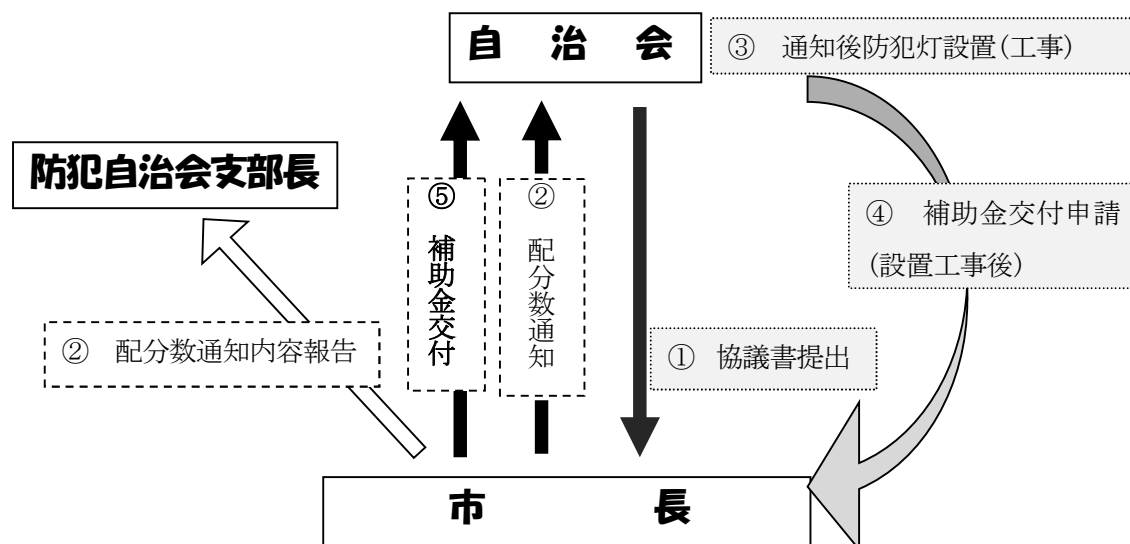 自 治 会
③ 通知後防犯灯設置(工事)
防犯自治会支部長
⑤ 補助金交付
② 配分数通知
④ 補助金交付申請
(設置工事後)
② 配分数通知内容報告
① 協議書提出
市 長